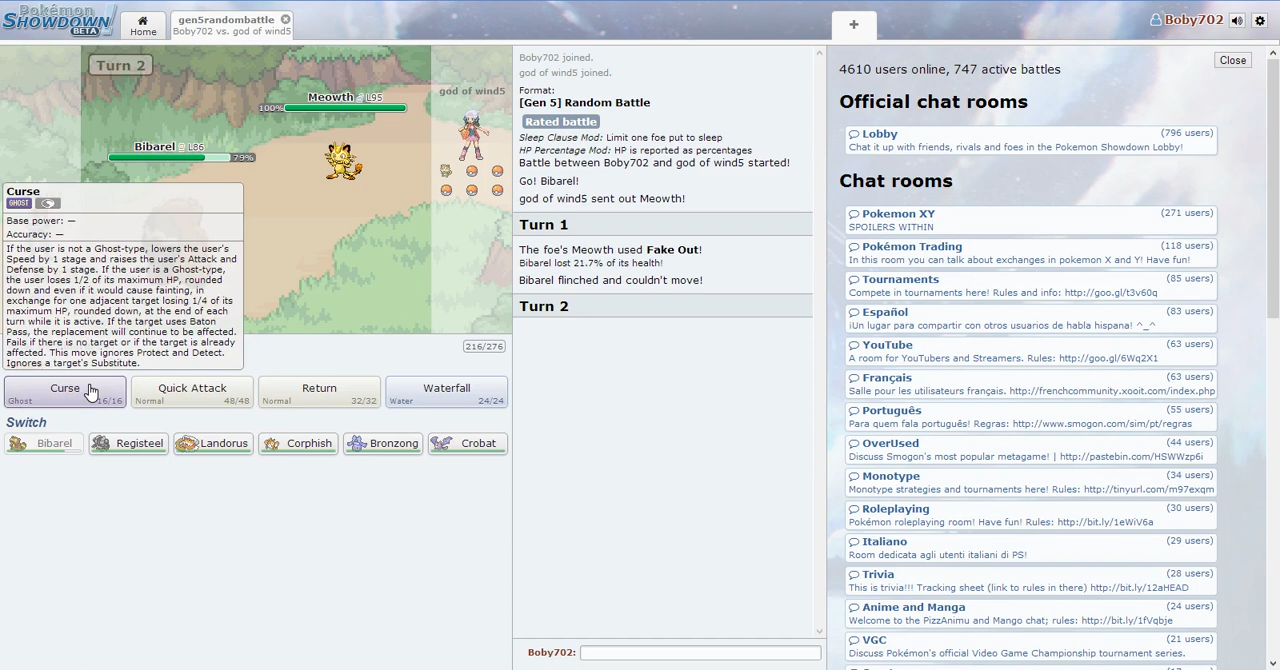 Pokémon
SHOWDOWN!
BETA
Home
gen5randombattle
Boby702 vs. god of wind5
+
Boby702
Turn 2
Meowth L95
100%
god of wind5
Bibarel L86
79%
Curse
GHOST
Base power: —
Accuracy: —
If the user is not a Ghost-type, lowers the user's
Speed by 1 stage and raises the user's Attack and
Defense by 1 stage. If the user is a Ghost-type,
the user loses 1/2 of its maximum HP, rounded
down and even if it would cause fainting, in
exchange for one adjacent target losing 1/4 of its
maximum HP, rounded down, at the end of each
turn while it is active. If the target uses Baton
Pass, the replacement will continue to be affected.
Fails if there is no target or if the target is already
affected. This move ignores Protect and Detect.
Ignores a target's Substitute.
216/276
Curse
Ghost 16/16
Quick Attack
Normal 48/48
Return
Normal 32/32
Waterfall
Water 24/24
Switch
Bibarel Registeel Landorus Corphish Bronzong Crobat
Boby702 joined.
god of wind5 joined.
Format:
[Gen 5] Random Battle
Rated battle
Sleep Clause Mod: Limit one foe put to sleep
HP Percentage Mod: HP is reported as percentages
Battle between Boby702 and god of wind5 started!
Go! Bibarel!
god of wind5 sent out Meowth!
Turn 1
The foe's Meowth used Fake Out!
Bibarel lost 21.7% of its health!
Bibarel flinched and couldn't move!
Turn 2
Boby702:
4610 users online, 747 active battles
Close
Official chat rooms
Lobby (796 users)
Chat it up with friends, rivals and foes in the Pokemon Showdown Lobby!
Chat rooms
Pokemon XY (271 users)
SPOILERS WITHIN
Pokémon Trading (118 users)
In this room you can talk about exchanges in pokemon X and Y! Have fun!
Tournaments (85 users)
Compete in tournaments here! Rules and info: http://goo.gl/t3v60q
Español (83 users)
¡Un lugar para compartir con otros usuarios de habla hispana! ^_^
YouTube (63 users)
A room for YouTubers and Streamers. Rules: http://goo.gl/6Wq2X1
Français (63 users)
Salle pour les utilisateurs français. http://frenchcommunity.xooit.com/index.php
Português (55 users)
Para quem fala português! Regras: http://www.smogon.com/sim/pt/regras
OverUsed (44 users)
Discuss Smogon's most popular metagame! | http://pastebin.com/HSWWzp6i
Monotype (34 users)
Monotype strategies and tournaments here! Rules: http://tinyurl.com/m97exqm
Roleplaying (30 users)
Pokémon roleplaying room! Have fun! Rules: http://bit.ly/1eWiV6a
Italiano (29 users)
Room dedicata agli utenti italiani di PS!
Trivia (28 users)
This is trivia!!! Tracking sheet (link to rules in there) http://bit.ly/12aHEAD
Anime and Manga (24 users)
Welcome to the PizzAnimu and Mango chat; rules: http://bit.ly/1fVqbje
VGC (21 users)
Discuss Pokémon's official Video Game Championship tournament series.